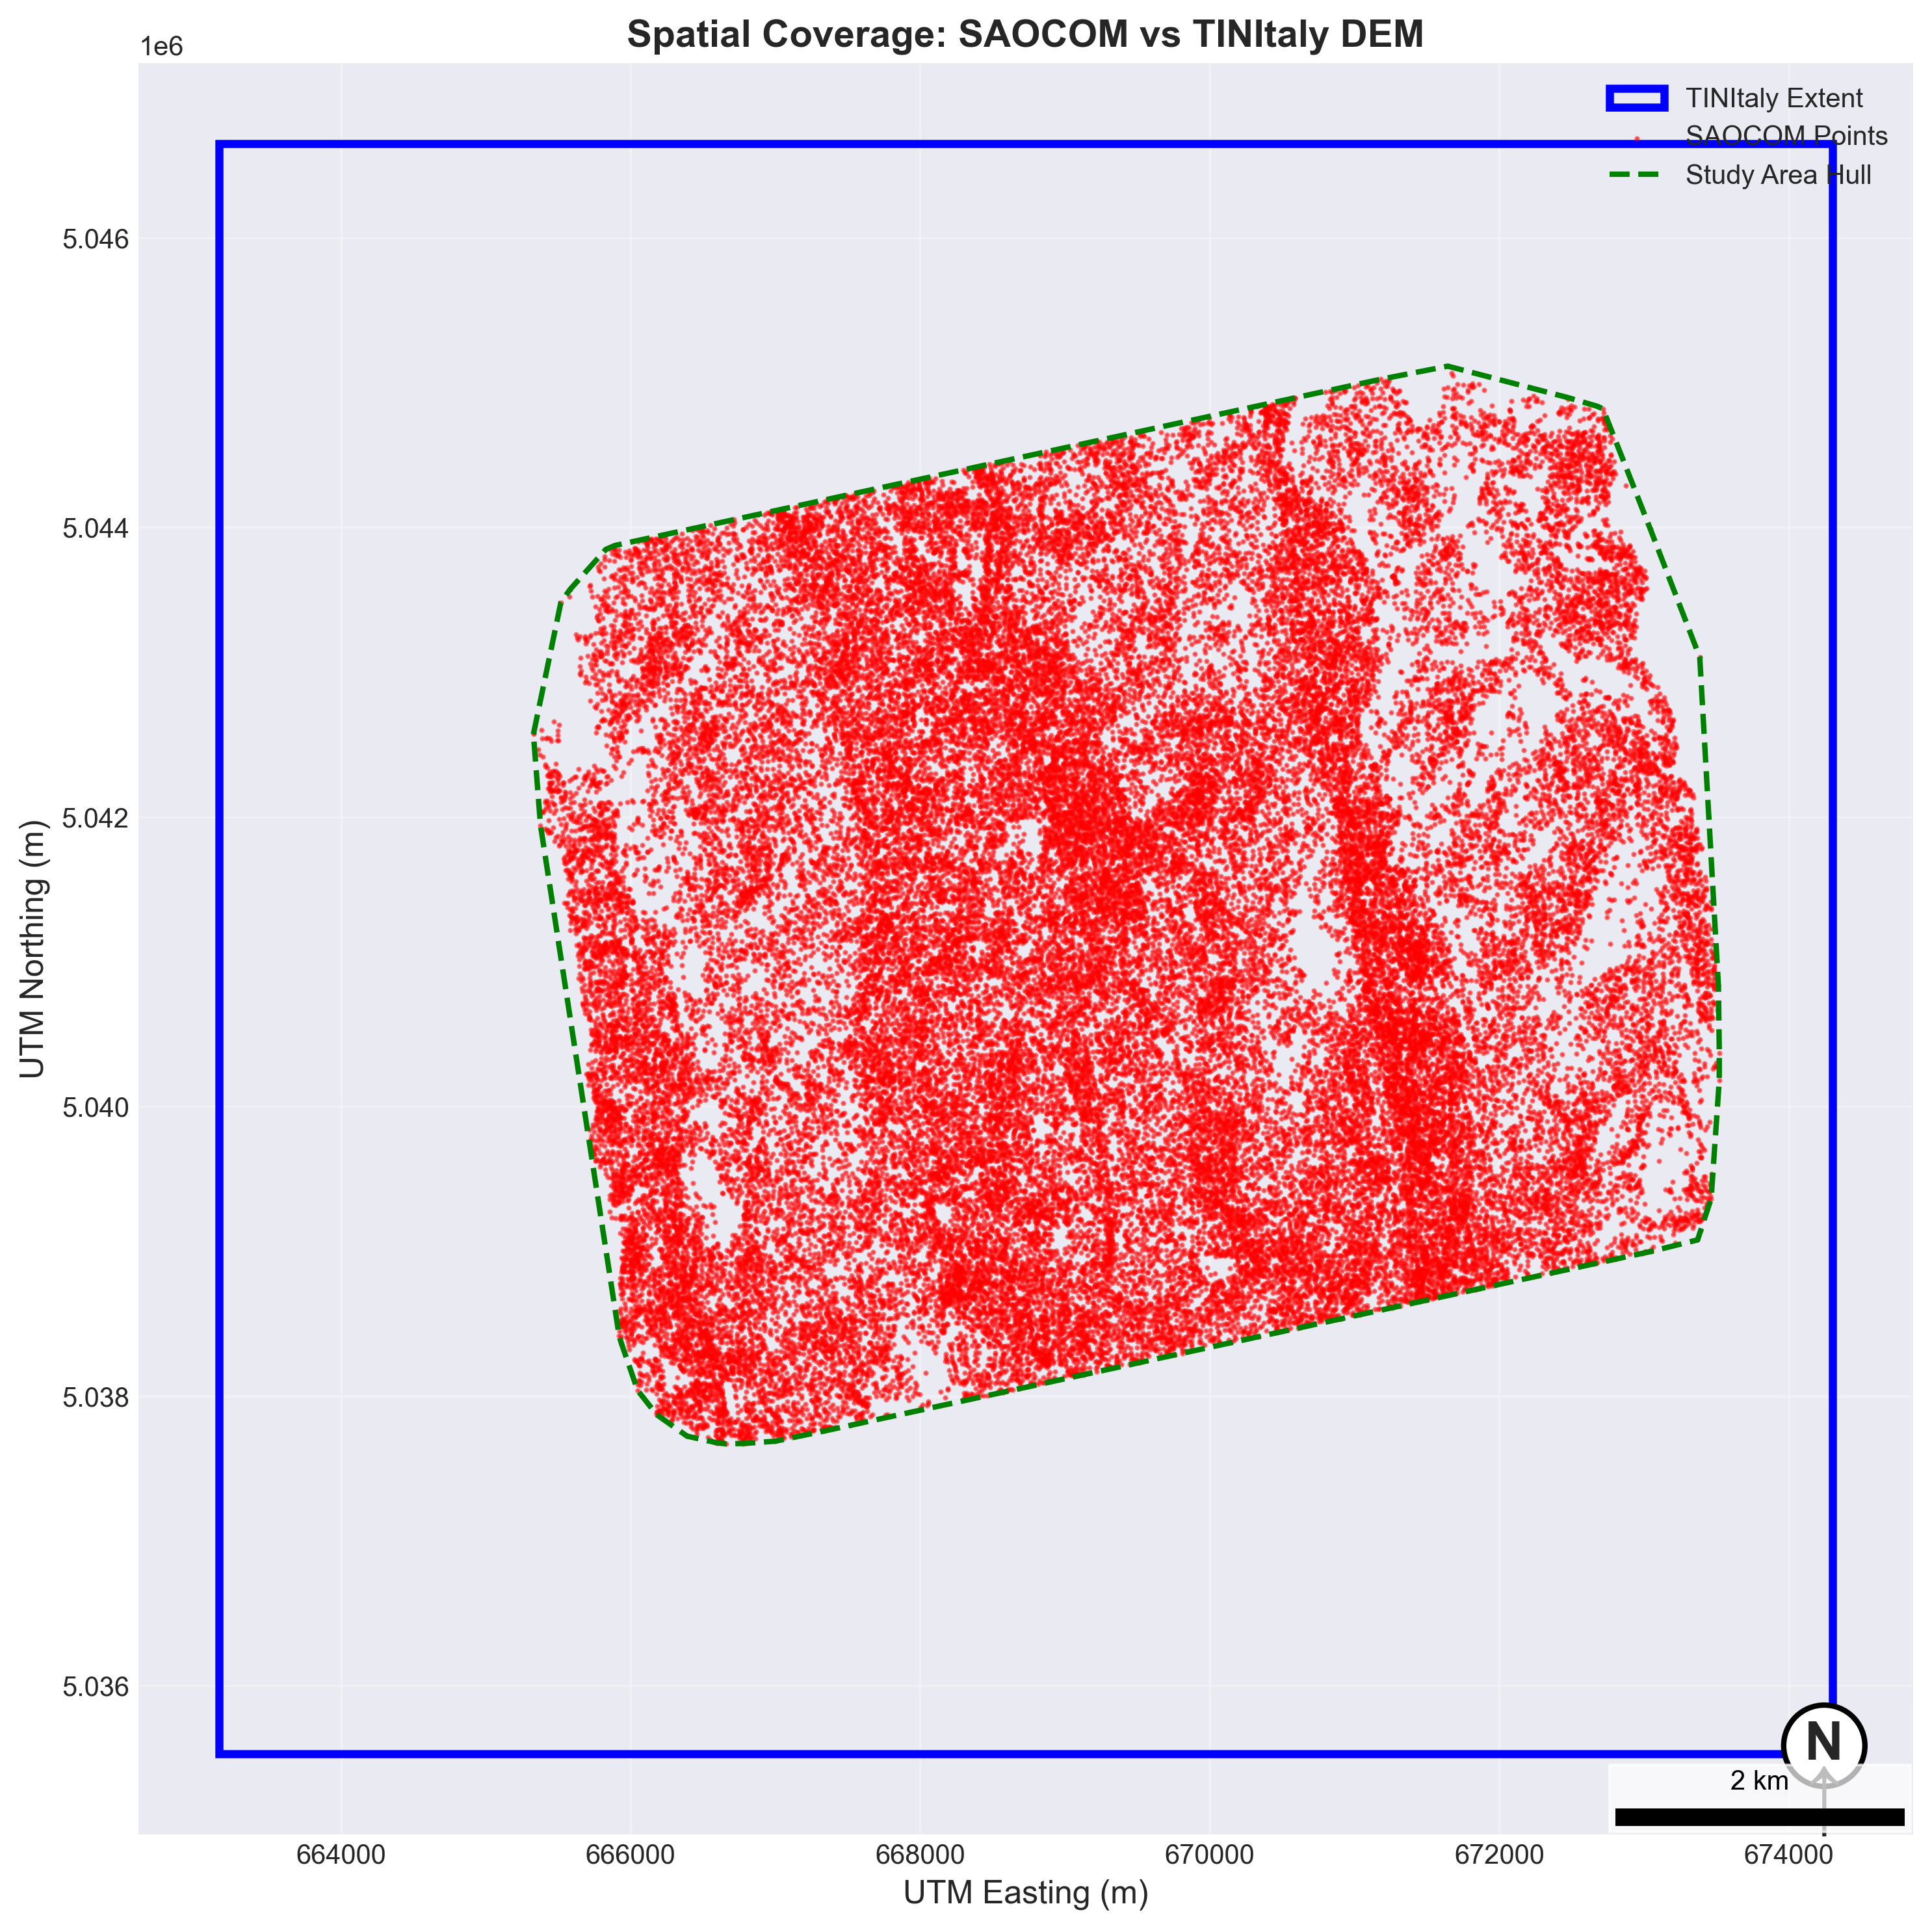 Spatial Coverage: SAOCOM vs TINItaly DEM
1e6
TINItaly Extent
SAOCOM Points
Study Area Hull
5.046
5.044
5.042
5.040
5.038
5.036
UTM Northing (m)
N
2 km
664000 666000 668000 670000 672000 674000
UTM Easting (m)